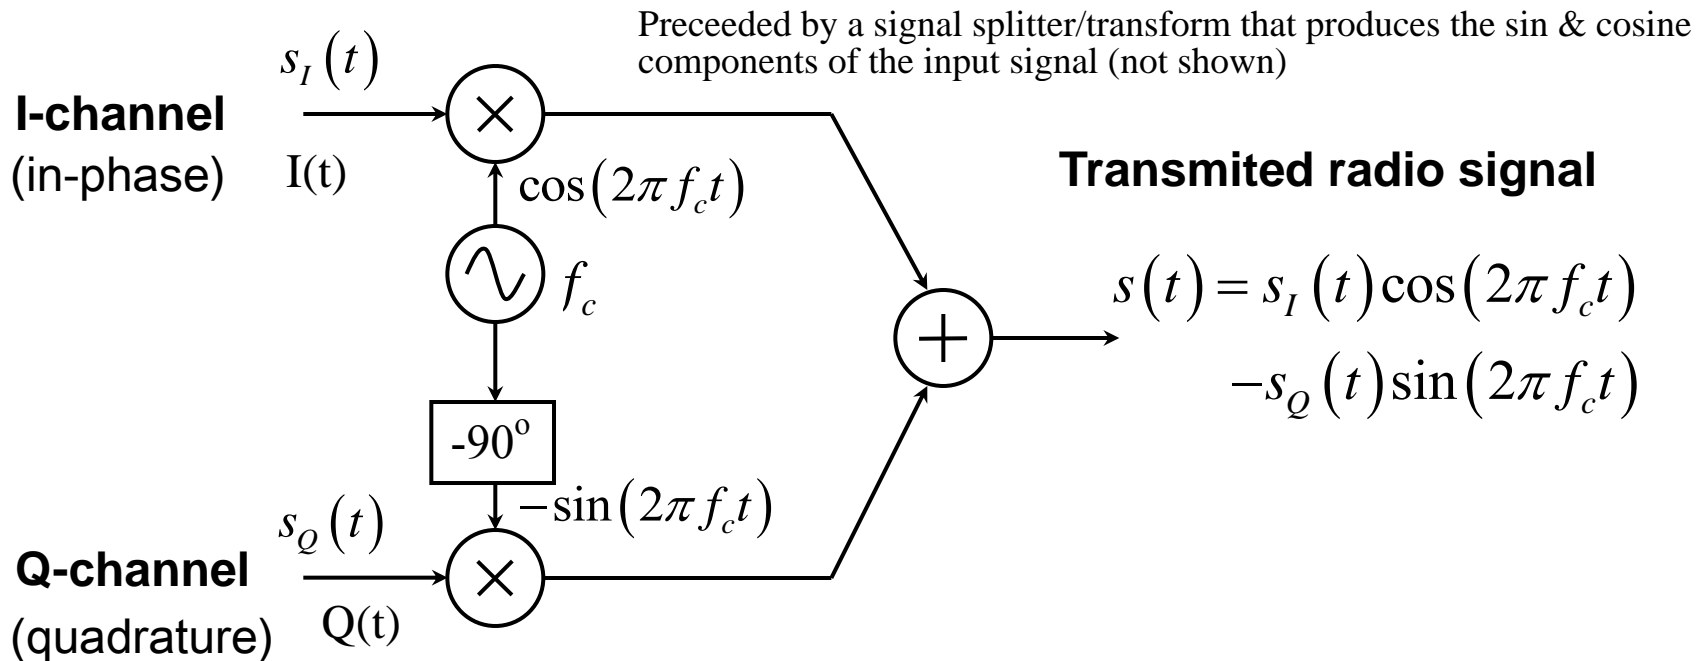 Preceeded by a signal splitter/transform that produces the sin & cosine
components of the input signal (not shown)
s_I(t)
I-channel
(in-phase)
I(t)
cos(2πf_ct)
Transmited radio signal
f_c
s(t) = s_I(t)cos(2πf_ct)
−s_Q(t)sin(2πf_ct)
-90°
−sin(2πf_ct)
s_Q(t)
Q-channel
(quadrature)
Q(t)